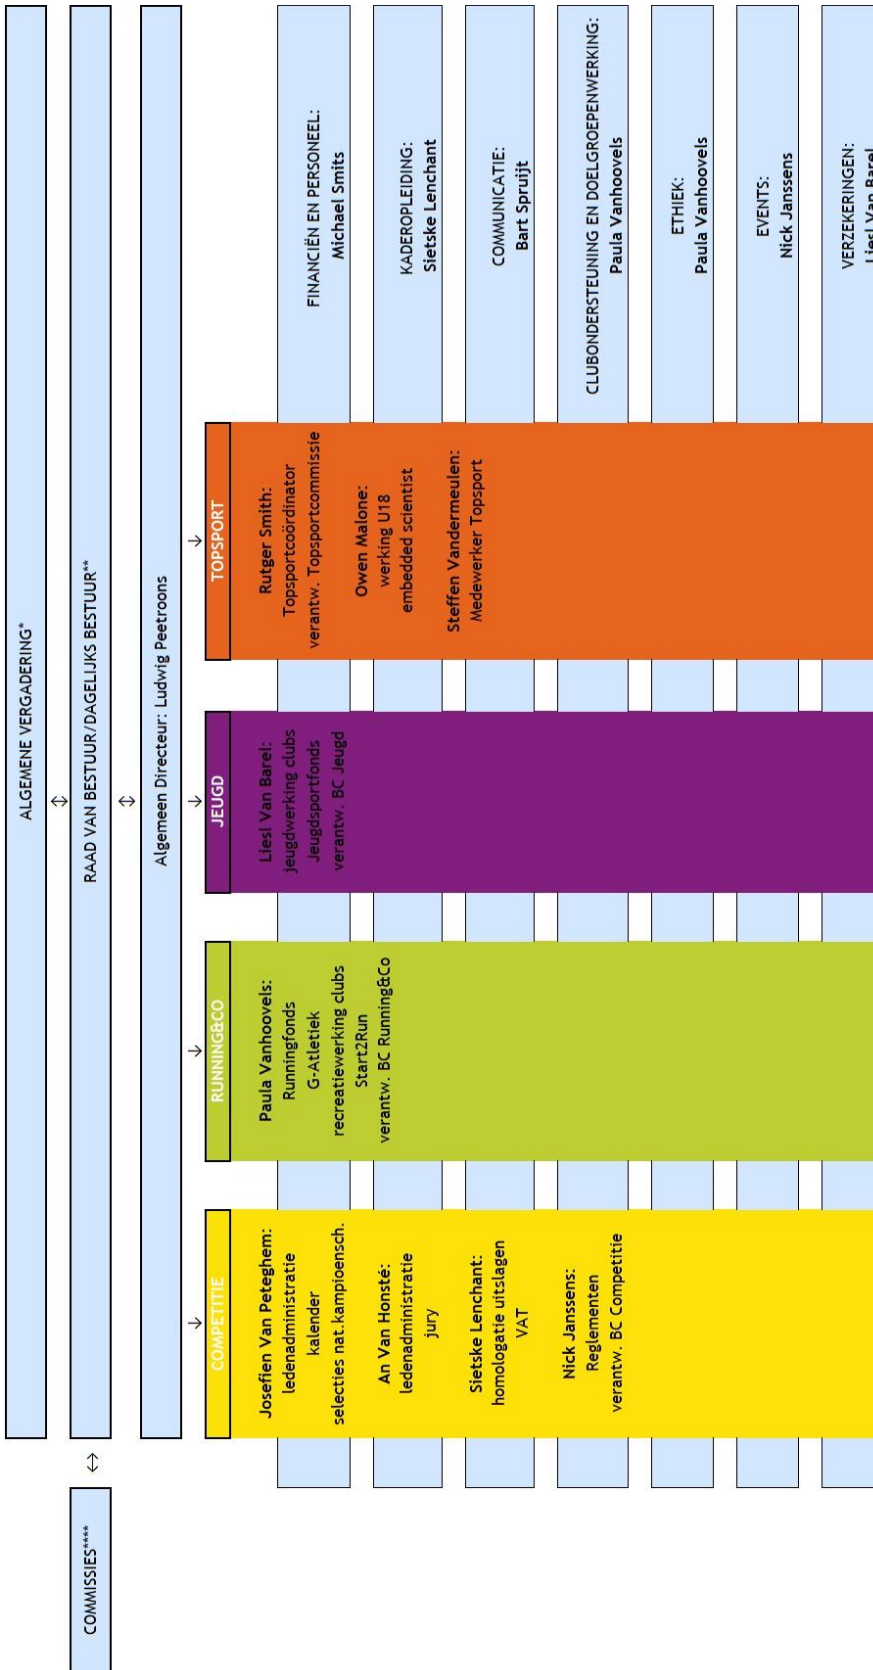 ALGEMENE VERGADERING*
COMMISSIES****
RAAD VAN BESTUUR/DAGELIJKS BESTUUR**
Algemeen Directeur: Ludwig Peetroons
COMPETITIE
Josefien Van Peteghem:
ledenadministratie
kalender
selecties nat.kampioensch.
An Van Honsté:
ledenadministratie
jury
Sietske Lenchant:
homologatie uitslagen
VAT
Nick Janssens:
Reglementen
verantw. BC Competitie
RUNNING&CO
Paula Vanhoovels:
Runningfonds
G-Atletiek
recreatiewerking clubs
Start2Run
verantw. BC Running&Co
JEUGD
Liesl Van Barel:
jeugdwerking clubs
Jeugdsportfonds
verantw. BC Jeugd
TOPSPORT
Rutger Smith:
Topsportcoördinator
verantw. Topsportcommissie
Owen Malone:
werking U18
embedded scientist
Steffen Vandermeulen:
Medewerker Topsport
FINANCIËN EN PERSONEEL:
Michael Smits
KADEROPLEIDING:
Sietske Lenchant
COMMUNICATIE:
Bart Spruijt
CLUBONDERSTEUNING EN DOELGROEPENWERKING:
Paula Vanhoovels
ETHIEK:
Paula Vanhoovels
EVENTS:
Nick Janssens
VERZEKERINGEN:
Liesl Van Barel